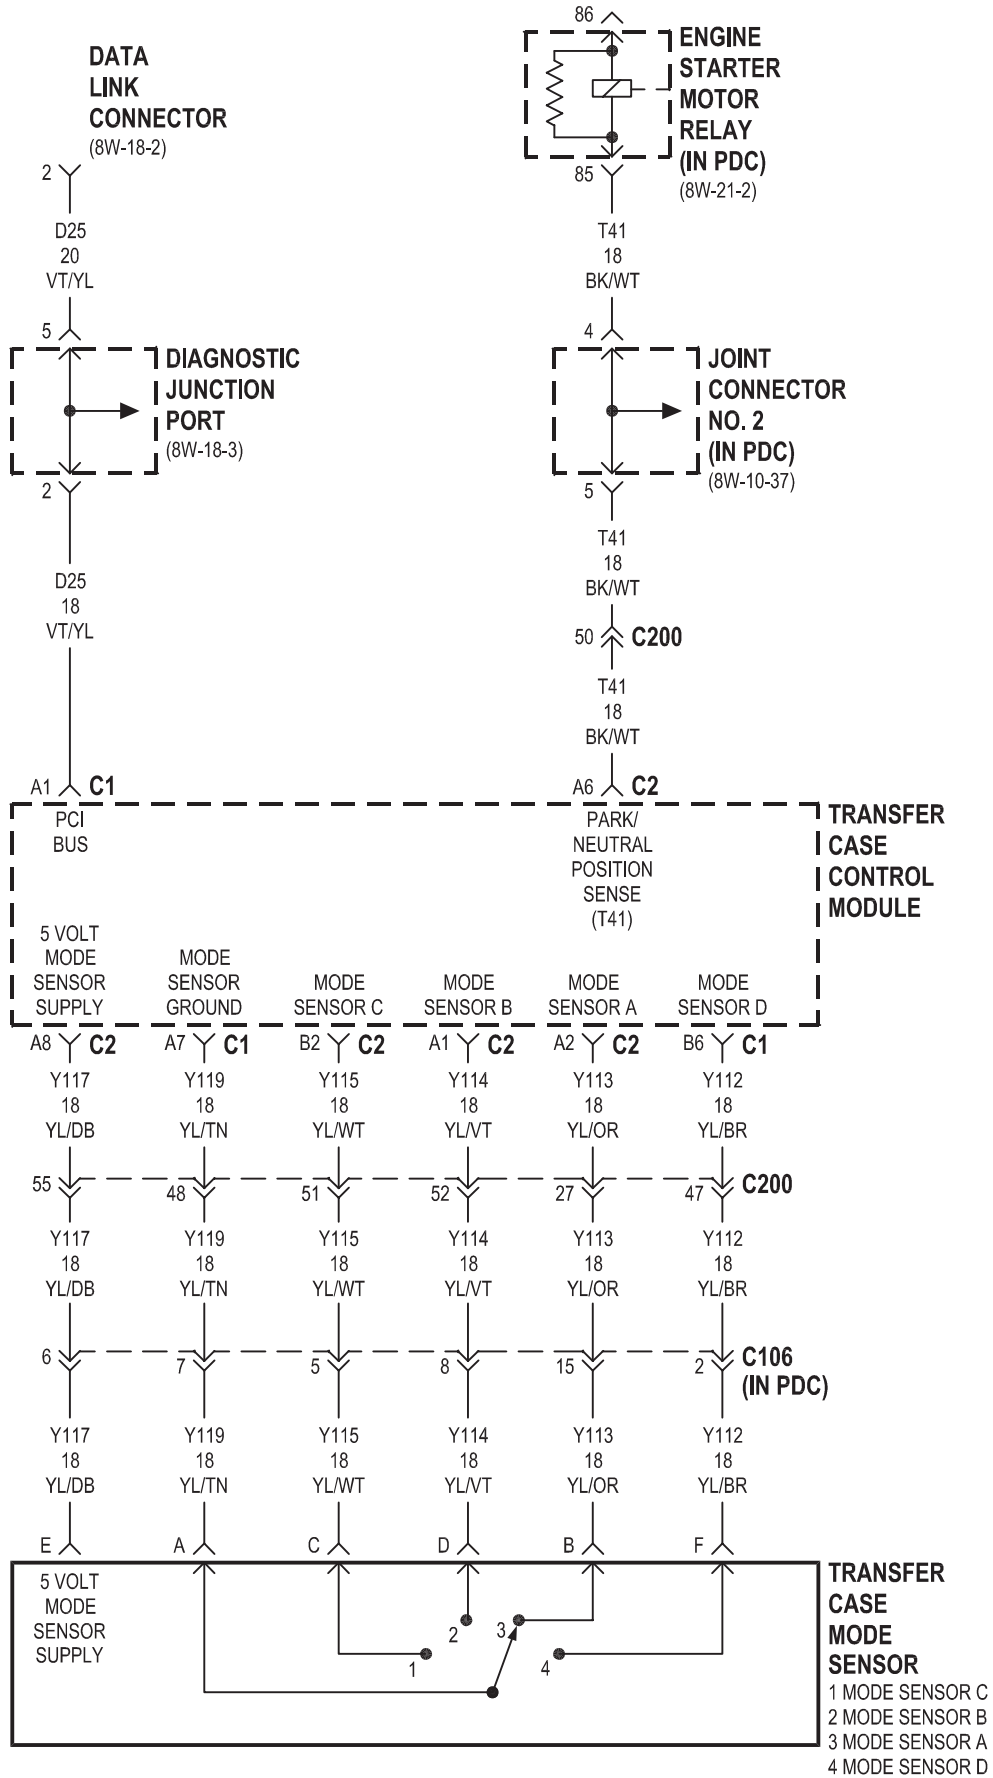 86
ENGINE
STARTER
MOTOR
RELAY
(IN PDC)
(8W-21-2)
85
DATA
LINK
CONNECTOR
(8W-18-2)
2
D25
20
VT/YL
5
T41
18
BK/WT
4
DIAGNOSTIC
JUNCTION
PORT
(8W-18-3)
2
JOINT
CONNECTOR
NO. 2
(IN PDC)
(8W-10-37)
5
D25
18
VT/YL
T41
18
BK/WT
50 C200
T41
18
BK/WT
A1 C1
A6 C2
PCI
BUS
PARK/
NEUTRAL
POSITION
SENSE
(T41)
TRANSFER
CASE
CONTROL
MODULE
5 VOLT
MODE
SENSOR
SUPPLY
MODE
SENSOR
GROUND
MODE
SENSOR C
MODE
SENSOR B
MODE
SENSOR A
MODE
SENSOR D
A8 C2 A7 C1 B2 C2 A1 C2 A2 C2 B6 C1
Y117 Y119 Y115 Y114 Y113 Y112
18 18 18 18 18 18
YL/DB YL/TN YL/WT YL/VT YL/OR YL/BR
55 48 51 52 27 47 C200
Y117 Y119 Y115 Y114 Y113 Y112
18 18 18 18 18 18
YL/DB YL/TN YL/WT YL/VT YL/OR YL/BR
6 7 5 8 15 2 C106
(IN PDC)
Y117 Y119 Y115 Y114 Y113 Y112
18 18 18 18 18 18
YL/DB YL/TN YL/WT YL/VT YL/OR YL/BR
E A C D B F
5 VOLT
MODE
SENSOR
SUPPLY
1 2 3 4
TRANSFER
CASE
MODE
SENSOR
1 MODE SENSOR C
2 MODE SENSOR B
3 MODE SENSOR A
4 MODE SENSOR D